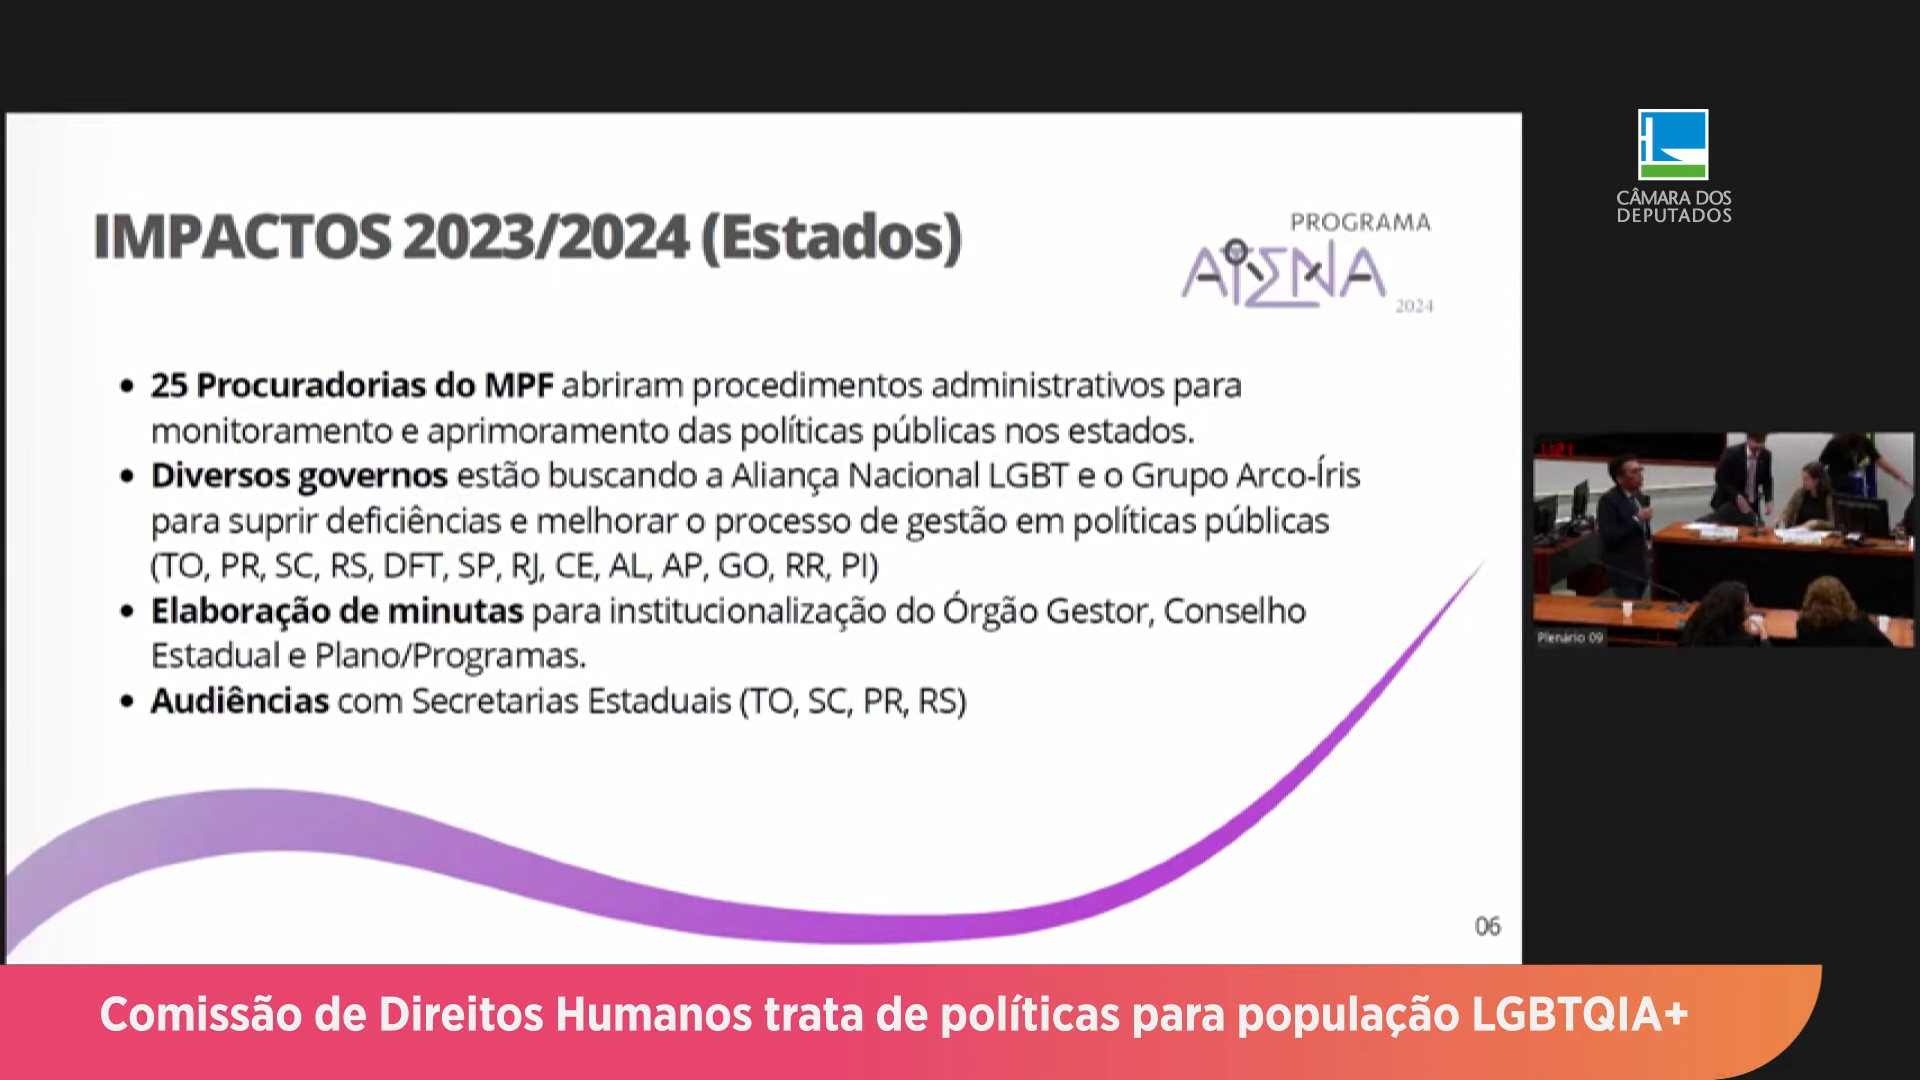 CÂMARA DOS
DEPUTADOS
IMPACTOS 2023/2024 (Estados)
PROGRAMA
ATENA
2024
• 25 Procuradorias do MPF abriram procedimentos administrativos para
monitoramento e aprimoramento das políticas públicas nos estados.
• Diversos governos estão buscando a Aliança Nacional LGBT e o Grupo Arco-Íris
para suprir deficiências e melhorar o processo de gestão em políticas públicas
(TO, PR, SC, RS, DFT, SP, RJ, CE, AL, AP, GO, RR, PI)
• Elaboração de minutas para institucionalização do Órgão Gestor, Conselho
Estadual e Plano/Programas.
• Audiências com Secretarias Estaduais (TO, SC, PR, RS)
Plenário 09
06
Comissão de Direitos Humanos trata de políticas para população LGBTQIA+